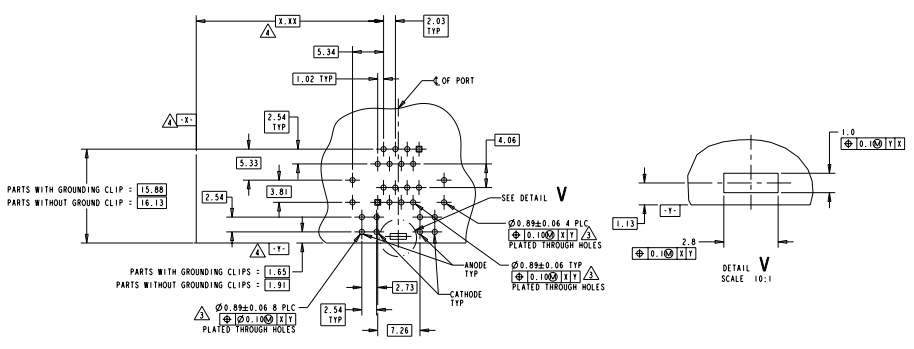 X.XX
4
2.03
TYP
5.34
1.02 TYP
℄ OF PORT
4 -X-
2.54
TYP
4.06
1.0
⌖ 0.1Ⓜ Y X
5.33
PARTS WITH GROUNDING CLIP = 15.88
PARTS WITHOUT GROUND CLIP = 16.13
3.81
2.54
SEE DETAIL V
1.13
-Y-
Ø0.89±0.06 4 PLC
⌖ 0.10Ⓜ X Y 3
PLATED THROUGH HOLES
4 -Y-
2.8
⌖ 0.1Ⓜ X Y
ANODE
TYP
Ø0.89±0.06 TYP
⌖ 0.10Ⓜ X Y 3
PLATED THROUGH HOLES
DETAIL V
SCALE 10:1
PARTS WITH GROUNDING CLIPS = 1.65
PARTS WITHOUT GROUNDING CLIPS = 1.91
2.73
CATHODE
TYP
3 Ø0.89±0.06 8 PLC
⌖ Ø0.10Ⓜ X Y
PLATED THROUGH HOLES
2.54
TYP
7.26